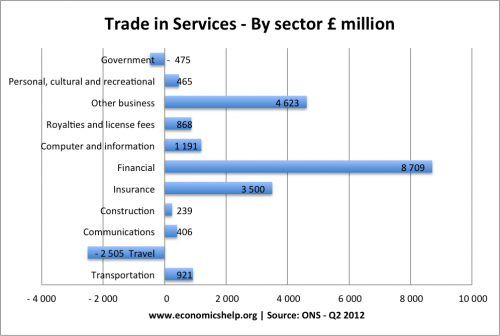 Trade in Services - By sector £ million
Government - 475
Personal, cultural and recreational 465
Other business 4 623
Royalties and license fees 868
Computer and information 1 191
Financial 8 709
Insurance 3 500
Construction 239
Communications 406
- 2 505 Travel
Transportation 921
- 4 000 - 2 000 0 2 000 4 000 6 000 8 000 10 000
www.economicshelp.org | Source: ONS - Q2 2012